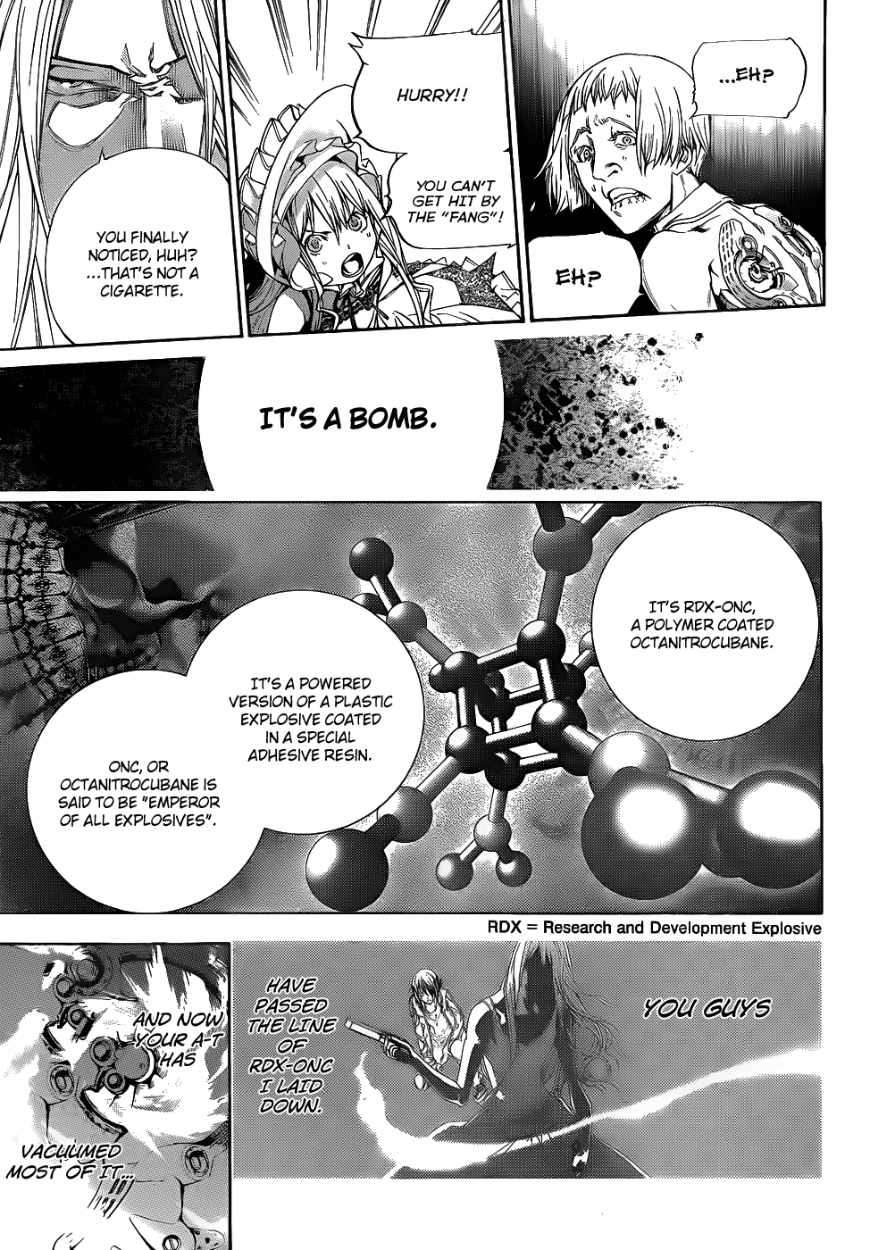 ...EH?
EH?
HURRY!!
YOU CAN'T
GET HIT BY
THE "FANG"!
YOU FINALLY
NOTICED, HUH?
...THAT'S NOT A
CIGARETTE.
IT'S A BOMB.
IT'S RDX-ONC,
A POLYMER COATED
OCTANITROCUBANE.
IT'S A POWERED
VERSION OF A PLASTIC
EXPLOSIVE COATED
IN A SPECIAL
ADHESIVE RESIN.
ONC, OR
OCTANITROCUBANE IS
SAID TO BE "EMPEROR
OF ALL EXPLOSIVES".
RDX = Research and Development Explosive
YOU GUYS
HAVE
PASSED
THE LINE
OF
RDX-ONC
I LAID
DOWN.
AND NOW
YOUR A-T
HAS
VACUUMED
MOST OF IT...